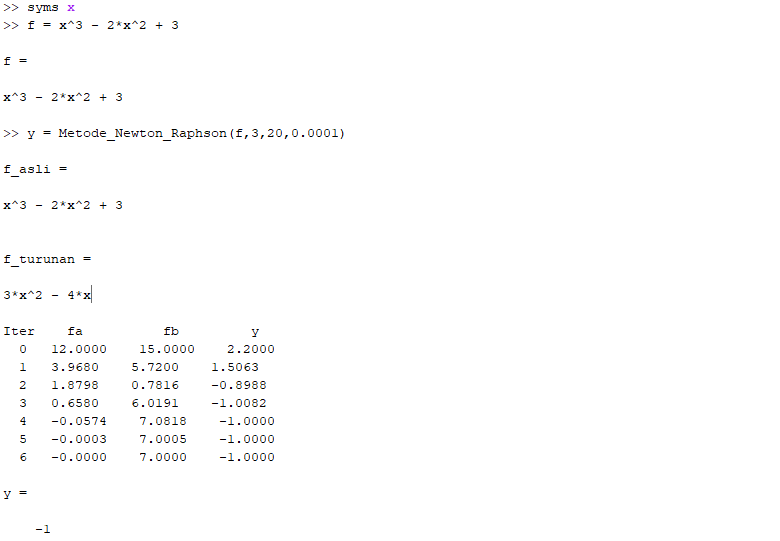 >> syms x
>> f = x^3 - 2*x^2 + 3
f =
x^3 - 2*x^2 + 3
>> y = Metode_Newton_Raphson(f,3,20,0.0001)
f_asli =
x^3 - 2*x^2 + 3
f_turunan =
3*x^2 - 4*x
Iter fa fb y
0 12.0000 15.0000 2.2000
1 3.9680 5.7200 1.5063
2 1.8798 0.7816 -0.8988
3 0.6580 6.0191 -1.0082
4 -0.0574 7.0818 -1.0000
5 -0.0003 7.0005 -1.0000
6 -0.0000 7.0000 -1.0000
y =
-1